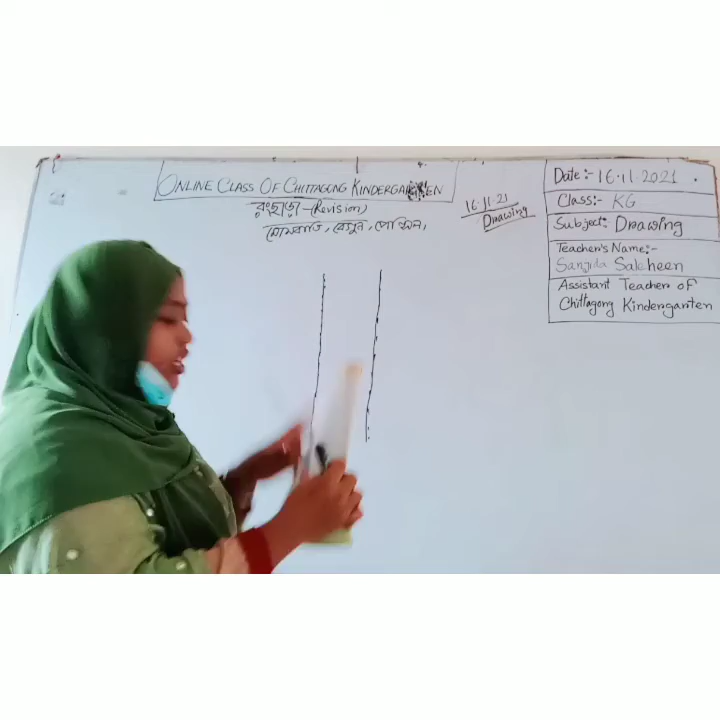 ONLINE CLASS OF CHITTAGONG KINDERGARTEN
রংছাড়া -(Revision)
মোমবাতি, বেলুন, পেন্সিল,
16.11.21
Drawing
Date:- 16.11.2021
Class:- KG
Subject:- Drawing
Teacher's Name:-
Sanjida Saleheen
Assistant Teacher of
Chittagong Kindergarten